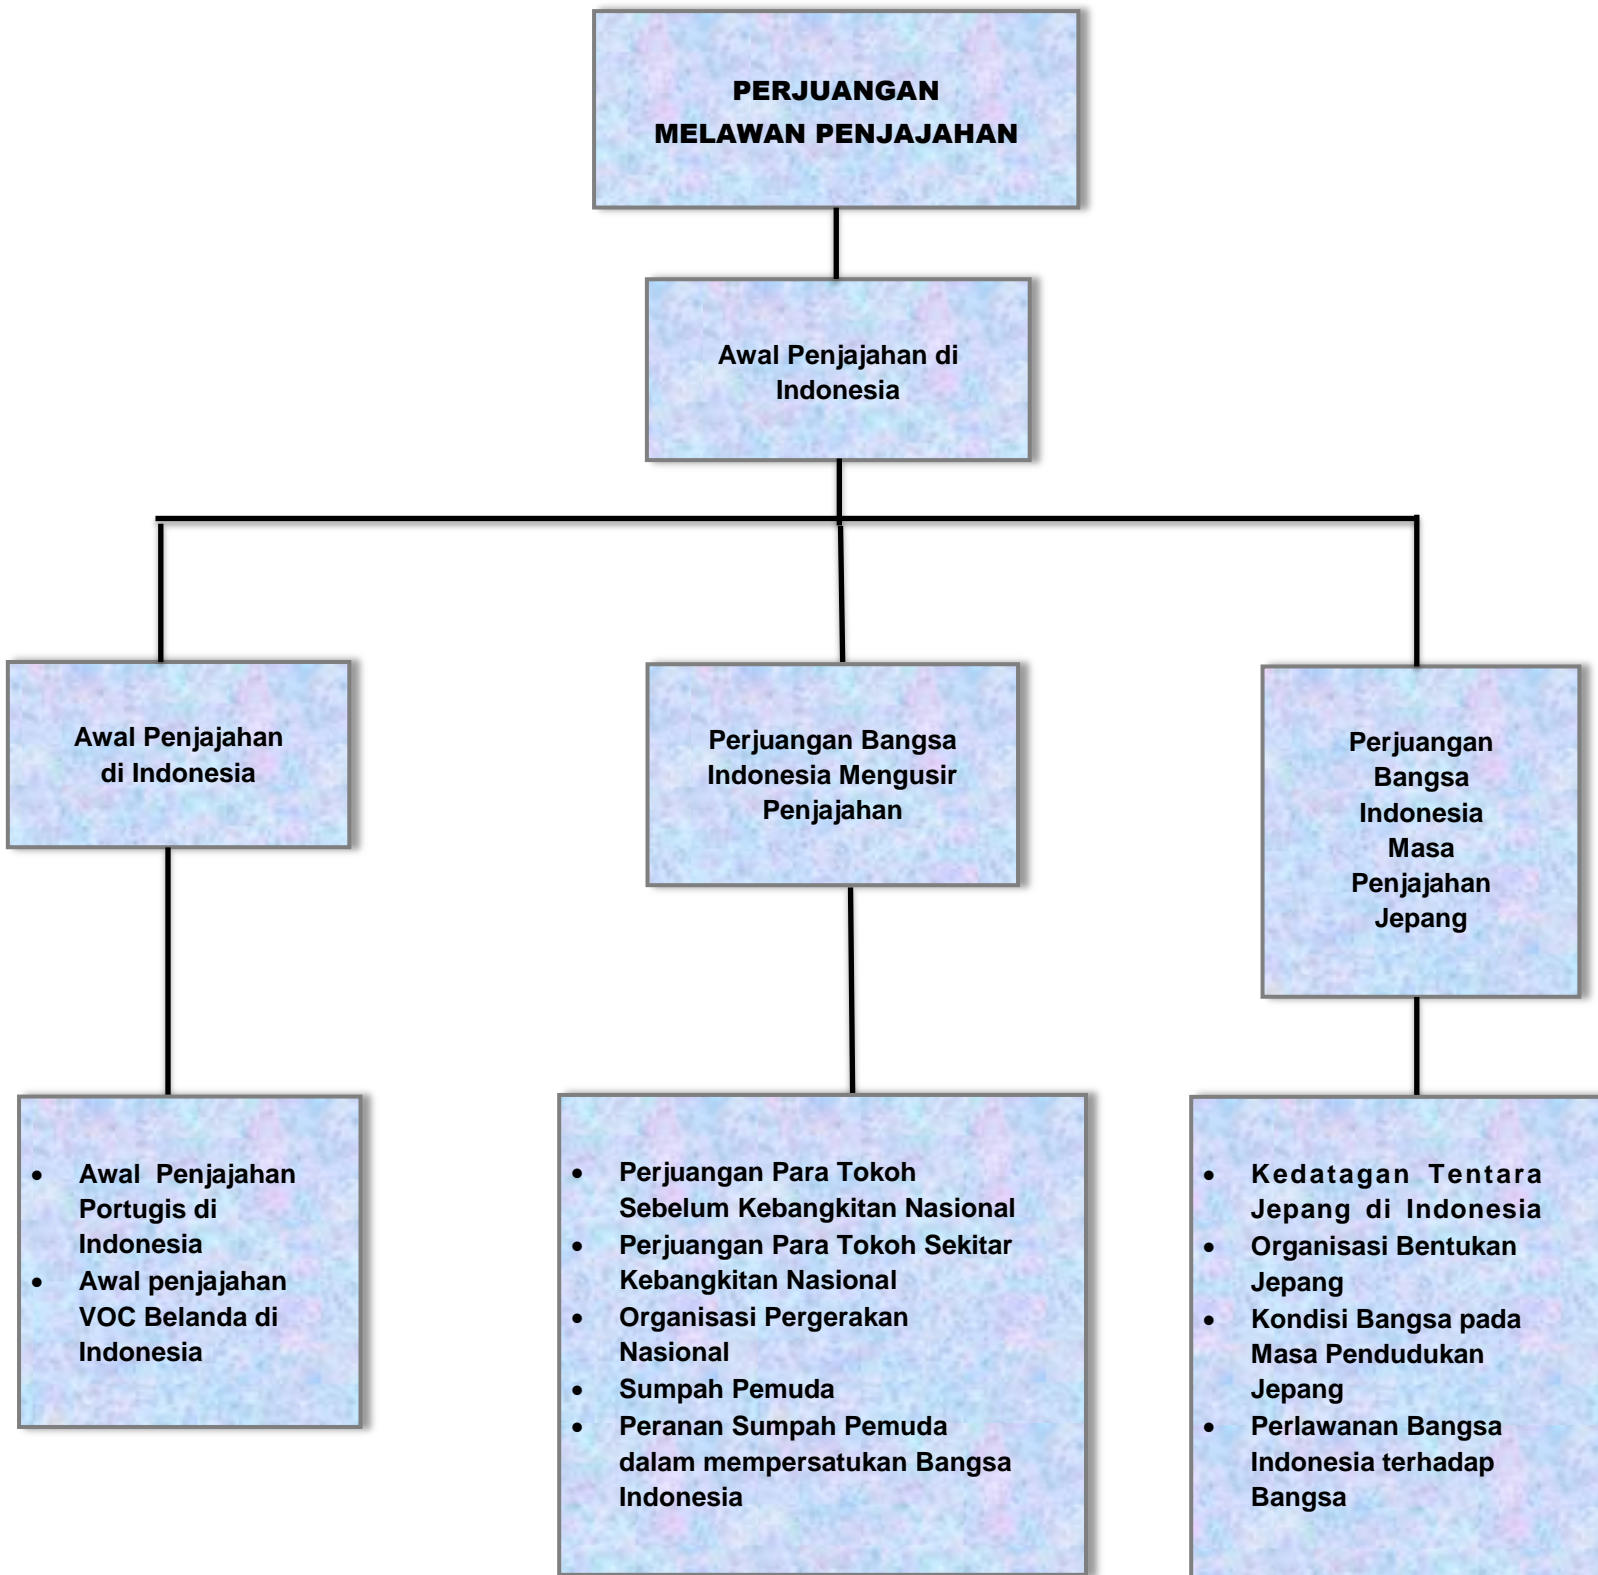 PERJUANGAN
MELAWAN PENJAJAHAN
Awal Penjajahan di
Indonesia
Awal Penjajahan
di Indonesia
Perjuangan Bangsa
Indonesia Mengusir
Penjajahan
Perjuangan
Bangsa
Indonesia
Masa
Penjajahan
Jepang
• Awal Penjajahan
Portugis di
Indonesia
• Awal penjajahan
VOC Belanda di
Indonesia
• Perjuangan Para Tokoh
Sebelum Kebangkitan Nasional
• Perjuangan Para Tokoh Sekitar
Kebangkitan Nasional
• Organisasi Pergerakan
Nasional
• Sumpah Pemuda
• Peranan Sumpah Pemuda
dalam mempersatukan Bangsa
Indonesia
• Kedatagan Tentara
Jepang di Indonesia
• Organisasi Bentukan
Jepang
• Kondisi Bangsa pada
Masa Pendudukan
Jepang
• Perlawanan Bangsa
Indonesia terhadap
Bangsa